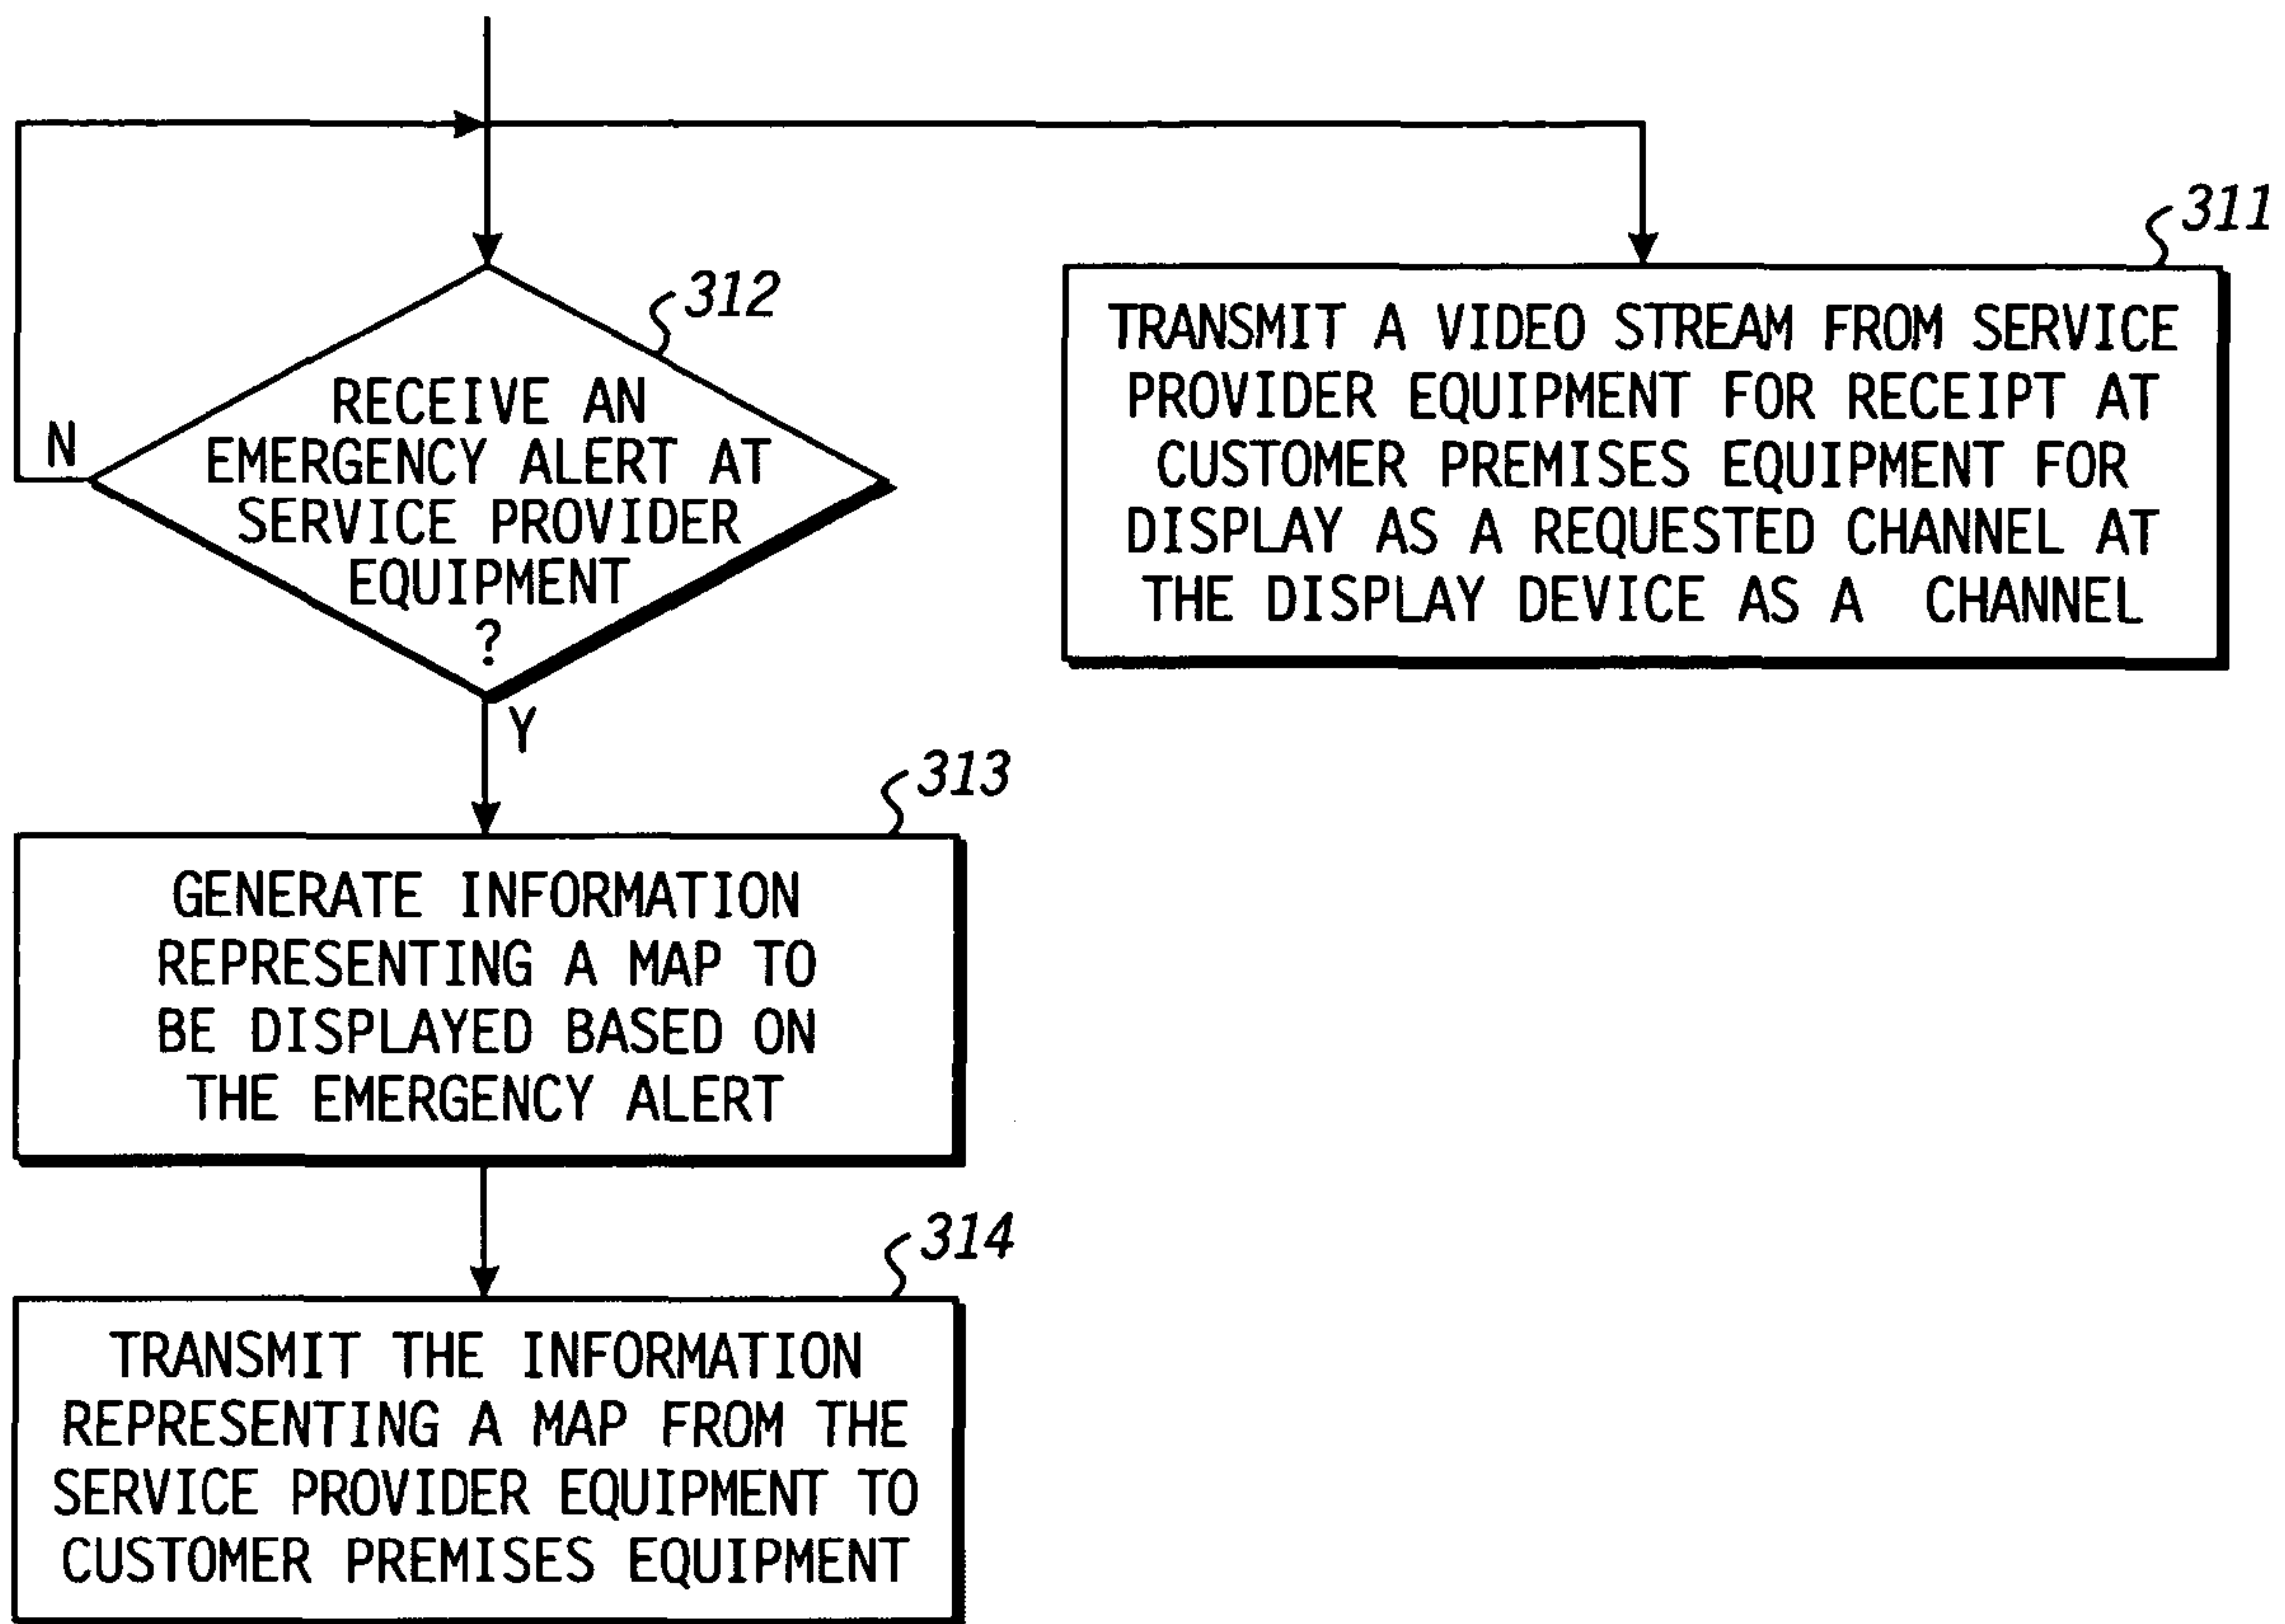 312
RECEIVE AN
EMERGENCY ALERT AT
SERVICE PROVIDER
EQUIPMENT
?
N
Y
311
TRANSMIT A VIDEO STREAM FROM SERVICE
PROVIDER EQUIPMENT FOR RECEIPT AT
CUSTOMER PREMISES EQUIPMENT FOR
DISPLAY AS A REQUESTED CHANNEL AT
THE DISPLAY DEVICE AS A CHANNEL
313
GENERATE INFORMATION
REPRESENTING A MAP TO
BE DISPLAYED BASED ON
THE EMERGENCY ALERT
314
TRANSMIT THE INFORMATION
REPRESENTING A MAP FROM THE
SERVICE PROVIDER EQUIPMENT TO
CUSTOMER PREMISES EQUIPMENT